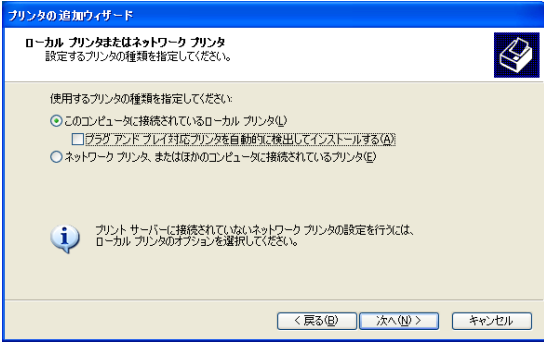 プリンタの追加ウィザード
ローカル プリンタまたはネットワーク プリンタ
設定するプリンタの種類を指定してください。
使用するプリンタの種類を指定してください:
このコンピュータに接続されているローカル プリンタ(L)
プラグ アンド プレイ対応プリンタを自動的に検出してインストールする(A)
ネットワーク プリンタ、またはほかのコンピュータに接続されているプリンタ(E)
プリント サーバーに接続されていないネットワーク プリンタの設定を行うには、
ローカル プリンタのオプションを選択してください。
< 戻る(B) 次へ(N) > キャンセル